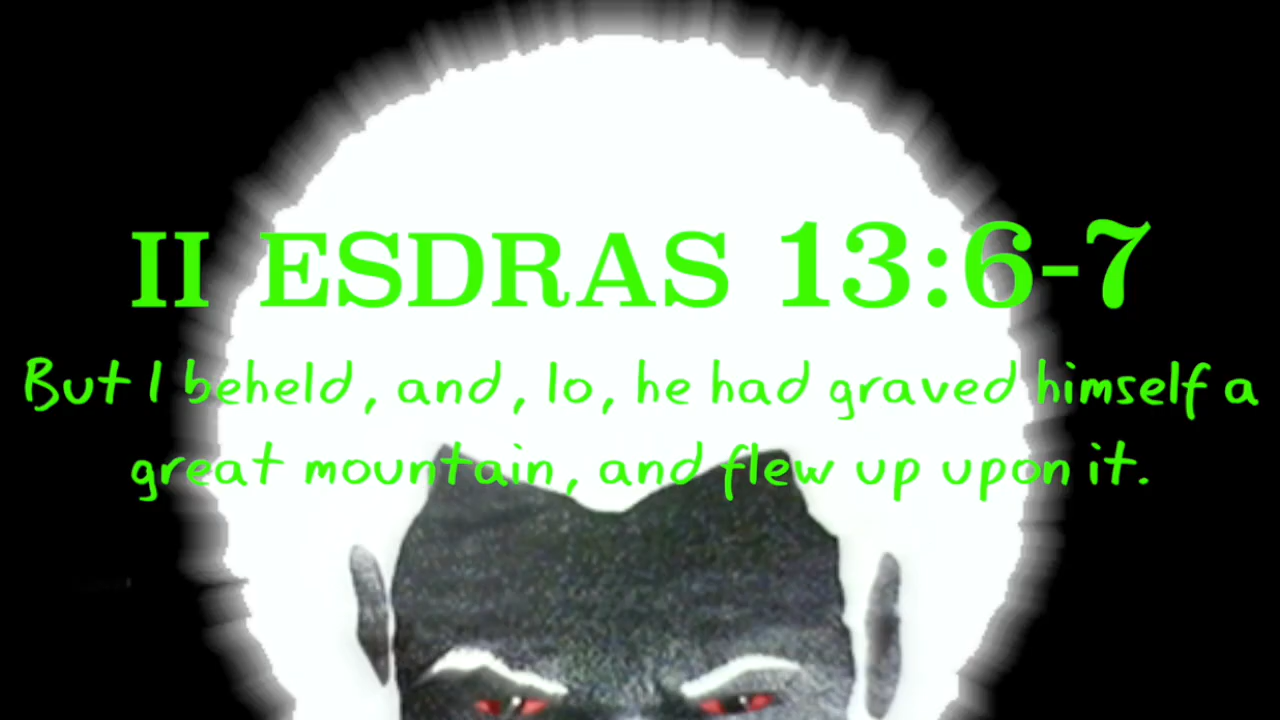 II ESDRAS 13:6-7
But I beheld, and, lo, he had graved himself a
great mountain, and flew up upon it.